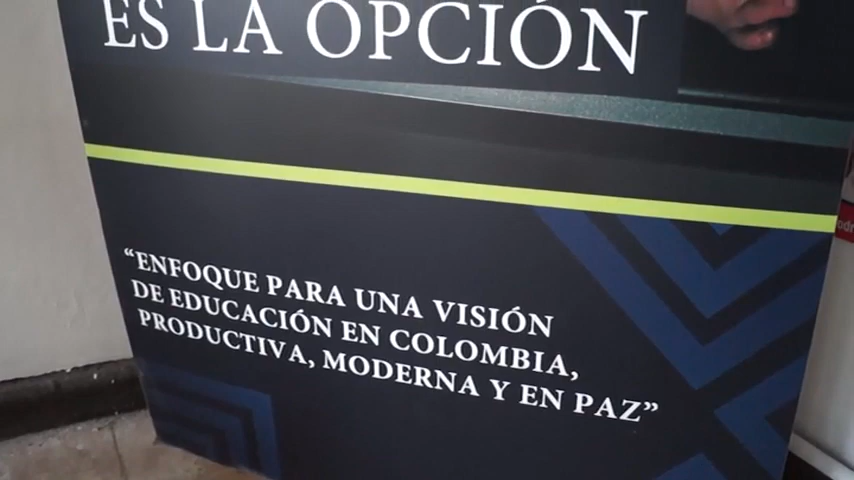 ES LA OPCIÓN
“ENFOQUE PARA UNA VISIÓN
DE EDUCACIÓN EN COLOMBIA,
PRODUCTIVA, MODERNA Y EN PAZ”